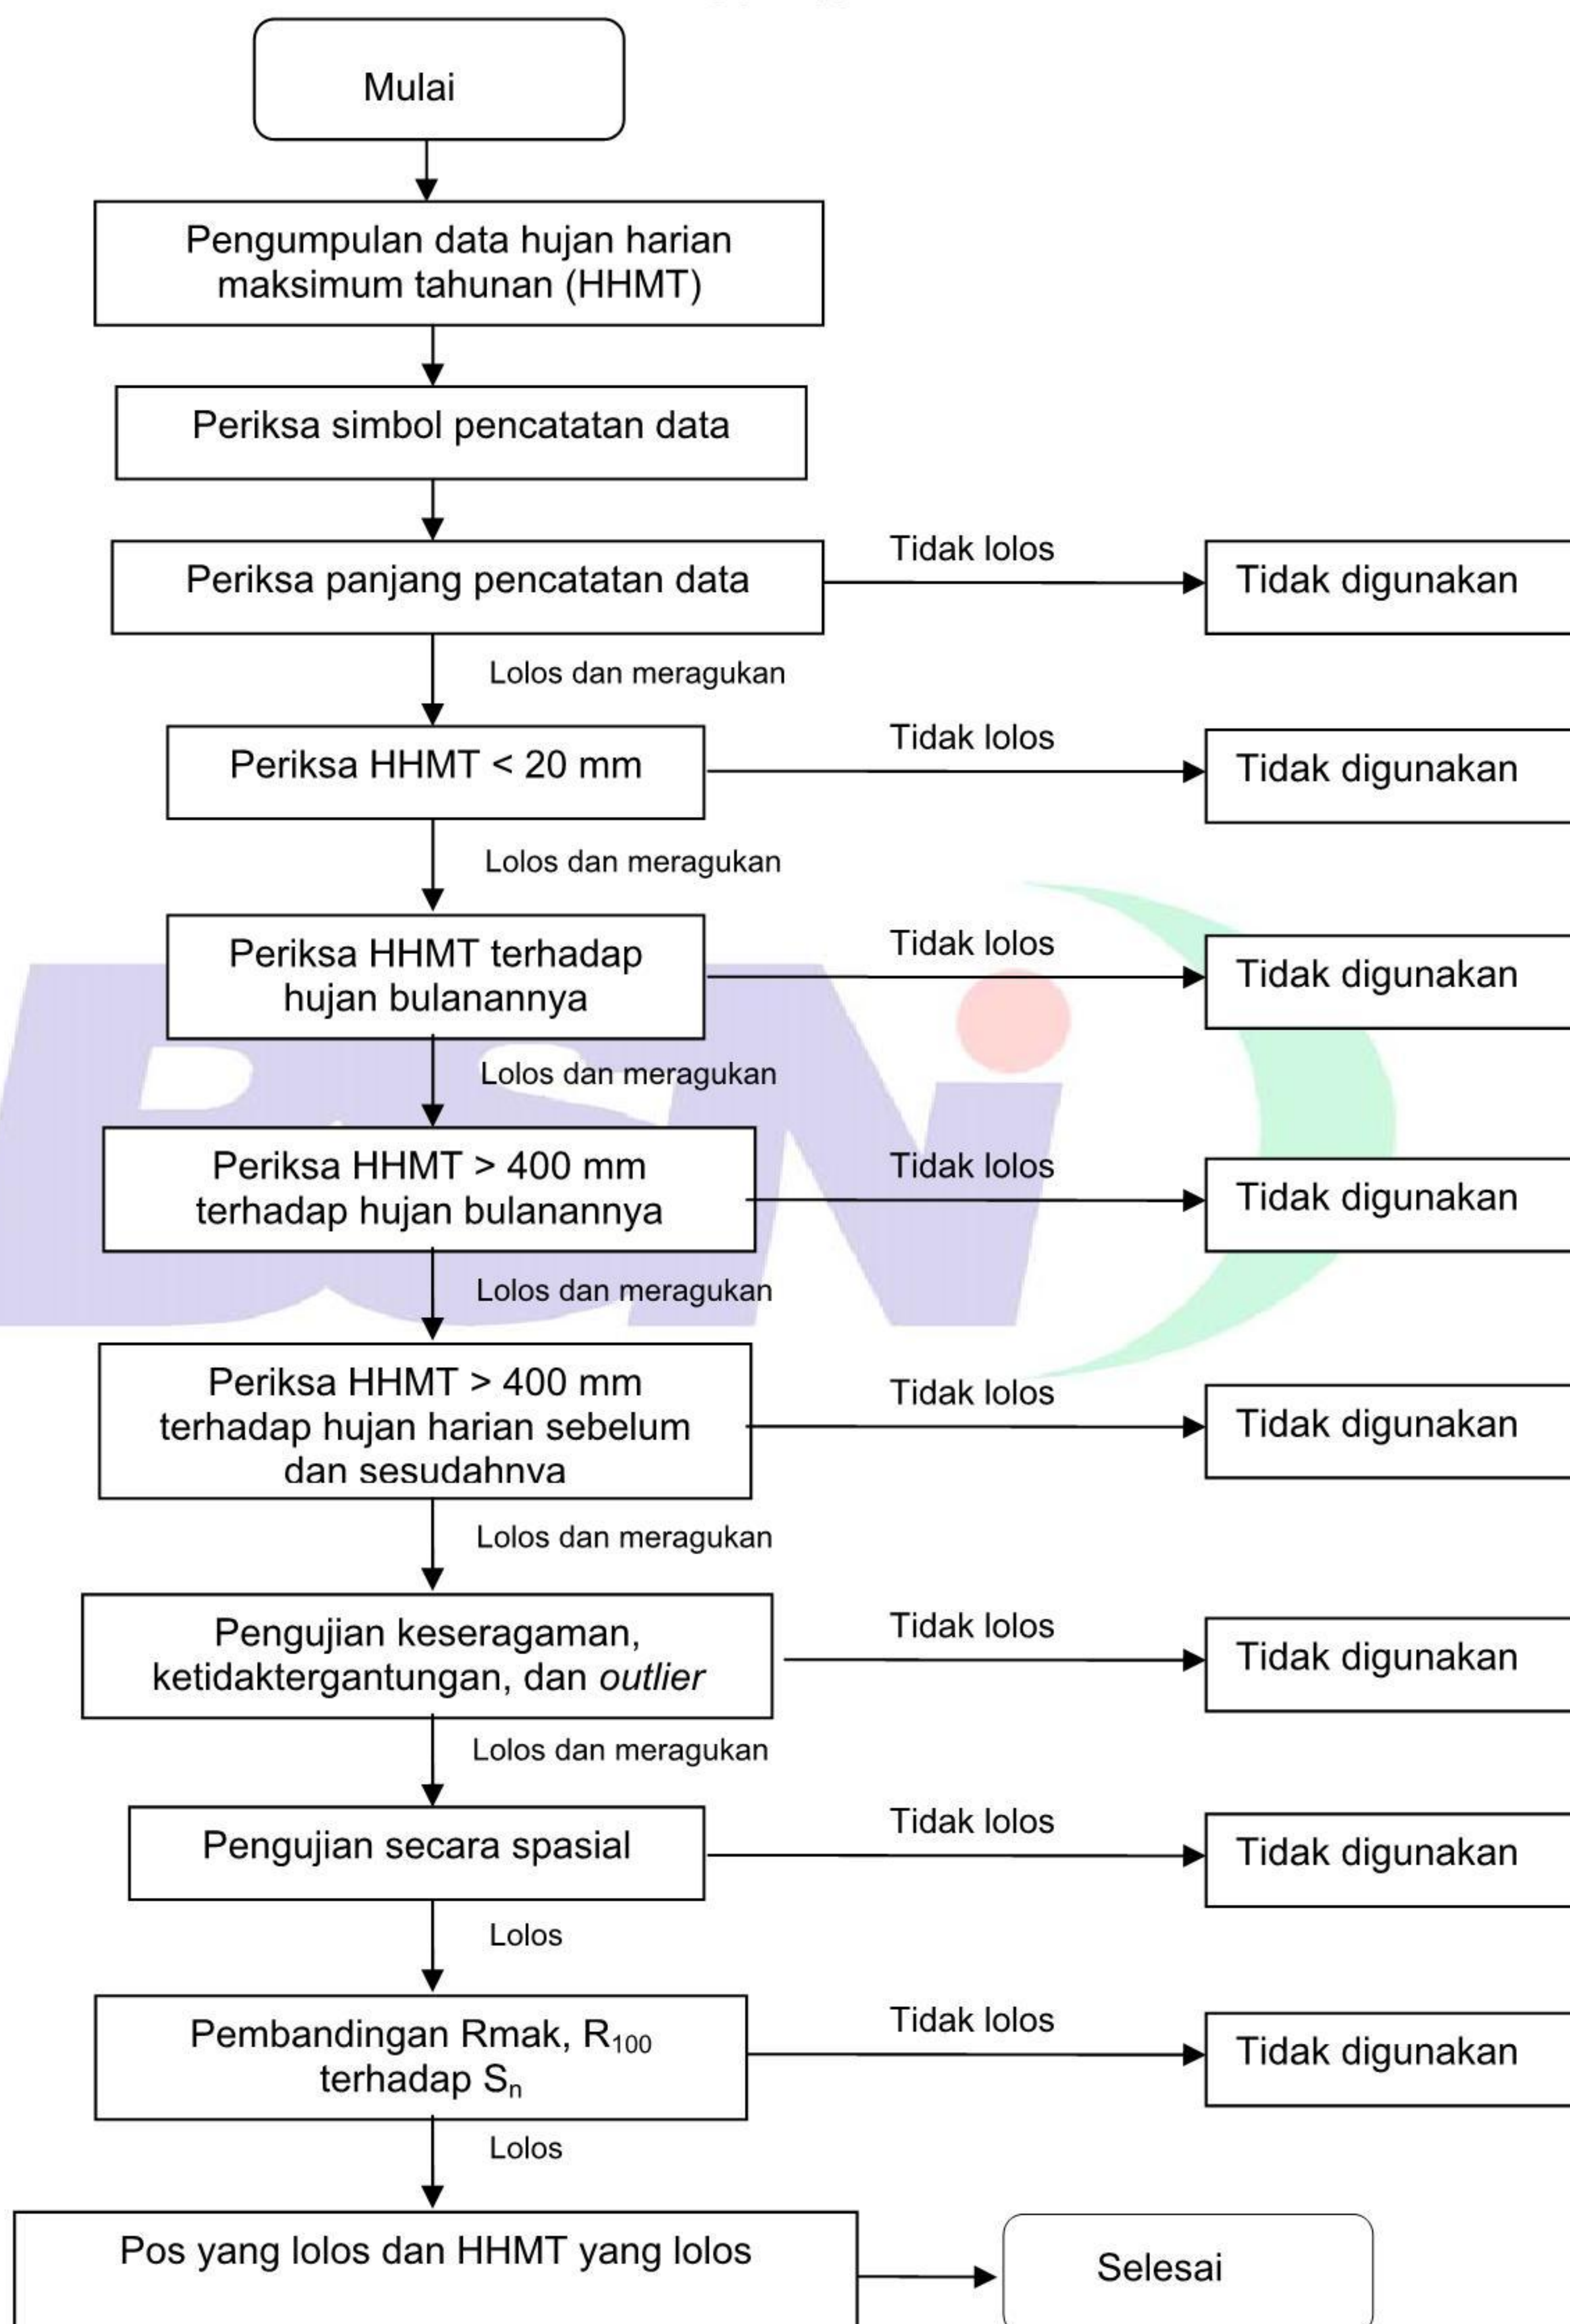 Mulai
Pengumpulan data hujan harian
maksimum tahunan (HHMT)
Periksa simbol pencatatan data
Periksa panjang pencatatan data
Tidak lolos
Tidak digunakan
Lolos dan meragukan
Periksa HHMT < 20 mm
Tidak lolos
Tidak digunakan
Lolos dan meragukan
Periksa HHMT terhadap
hujan bulanannya
Tidak lolos
Tidak digunakan
Lolos dan meragukan
Periksa HHMT > 400 mm
terhadap hujan bulanannya
Tidak lolos
Tidak digunakan
Lolos dan meragukan
Periksa HHMT > 400 mm
terhadap hujan harian sebelum
dan sesudahnya
Tidak lolos
Tidak digunakan
Lolos dan meragukan
Pengujian keseragaman,
ketidaktergantungan, dan outlier
Tidak lolos
Tidak digunakan
Lolos dan meragukan
Pengujian secara spasial
Tidak lolos
Tidak digunakan
Lolos
Pembandingan Rmak, R₁₀₀
terhadap Sₙ
Tidak lolos
Tidak digunakan
Lolos
Pos yang lolos dan HHMT yang lolos
Selesai
BSN